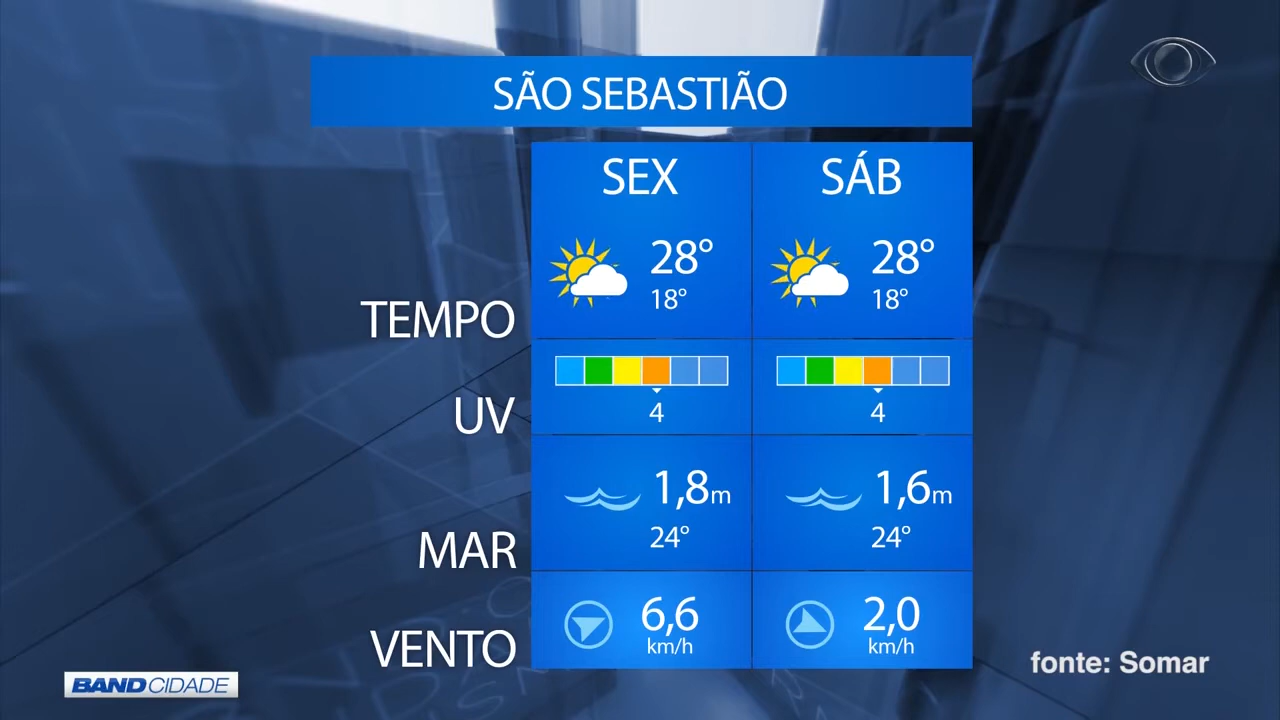 SÃO SEBASTIÃO
SEX SÁB
TEMPO 28° 28°
18° 18°
UV 4 4
MAR 1,8m 1,6m
24° 24°
VENTO 6,6 2,0
km/h km/h
fonte: Somar
BAND CIDADE